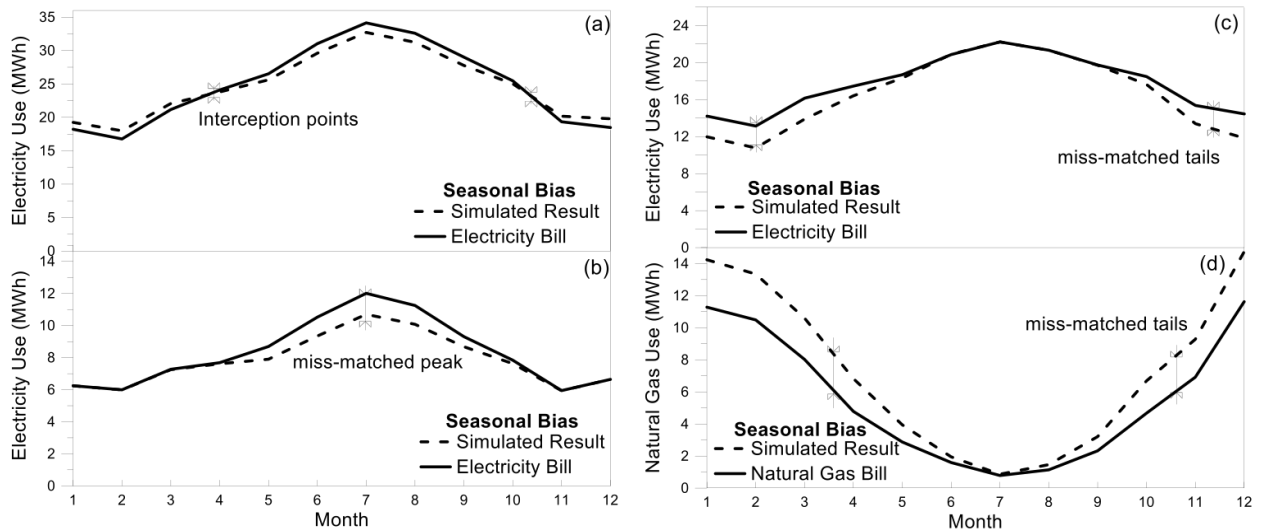 (a)
Electricity Use (MWh)
35
30
25
20
15
10
5
0
Interception points
Seasonal Bias
Simulated Result
Electricity Bill
(b)
Electricity Use (MWh)
14
12
10
8
6
4
2
0
miss-matched peak
Seasonal Bias
Simulated Result
Electricity Bill
1 2 3 4 5 6 7 8 9 10 11 12
Month
(c)
Electricity Use (MWh)
24
20
16
12
8
4
0
miss-matched tails
Seasonal Bias
Simulated Result
Electricity Bill
(d)
Natural Gas Use (MWh)
14
12
10
8
6
4
2
0
miss-matched tails
Seasonal Bias
Simulated Result
Natural Gas Bill
1 2 3 4 5 6 7 8 9 10 11 12
Month